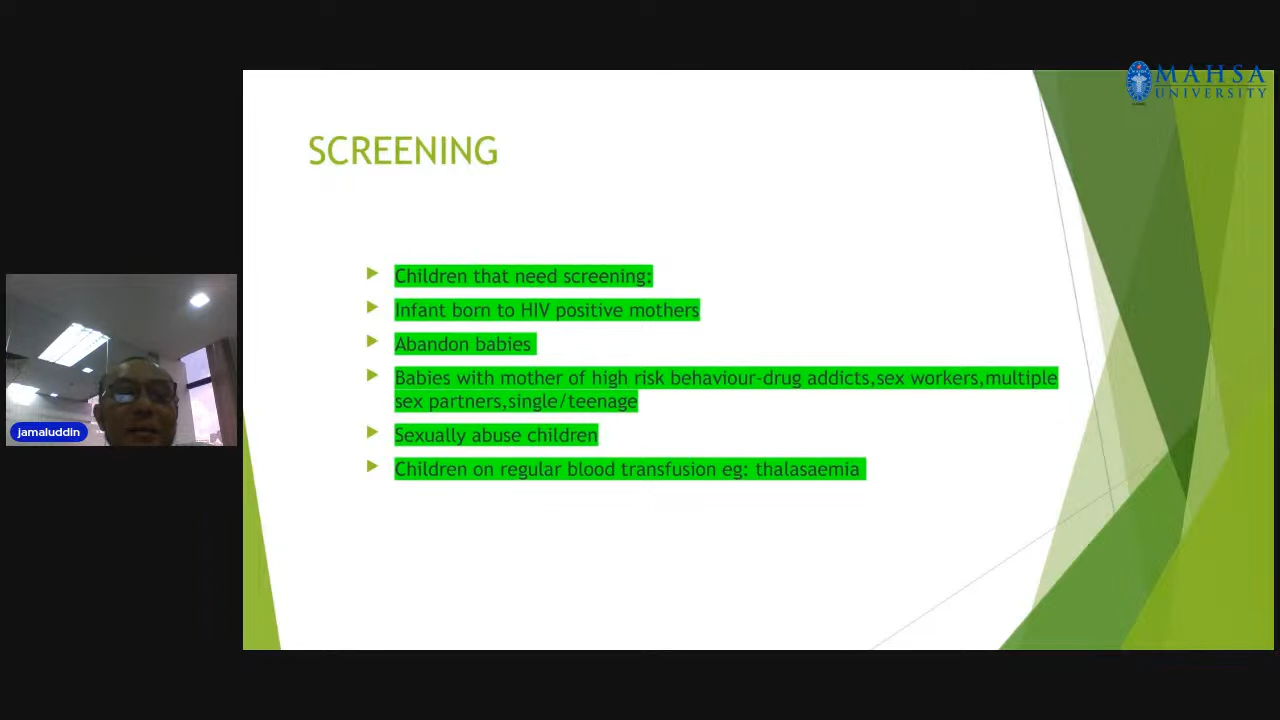 MAHSA
UNIVERSITY
SCREENING
Children that need screening:
Infant born to HIV positive mothers
Abandon babies
Babies with mother of high risk behaviour-drug addicts,sex workers,multiple
sex partners,single/teenage
Sexually abuse children
Children on regular blood transfusion eg: thalasaemia
jamaluddin